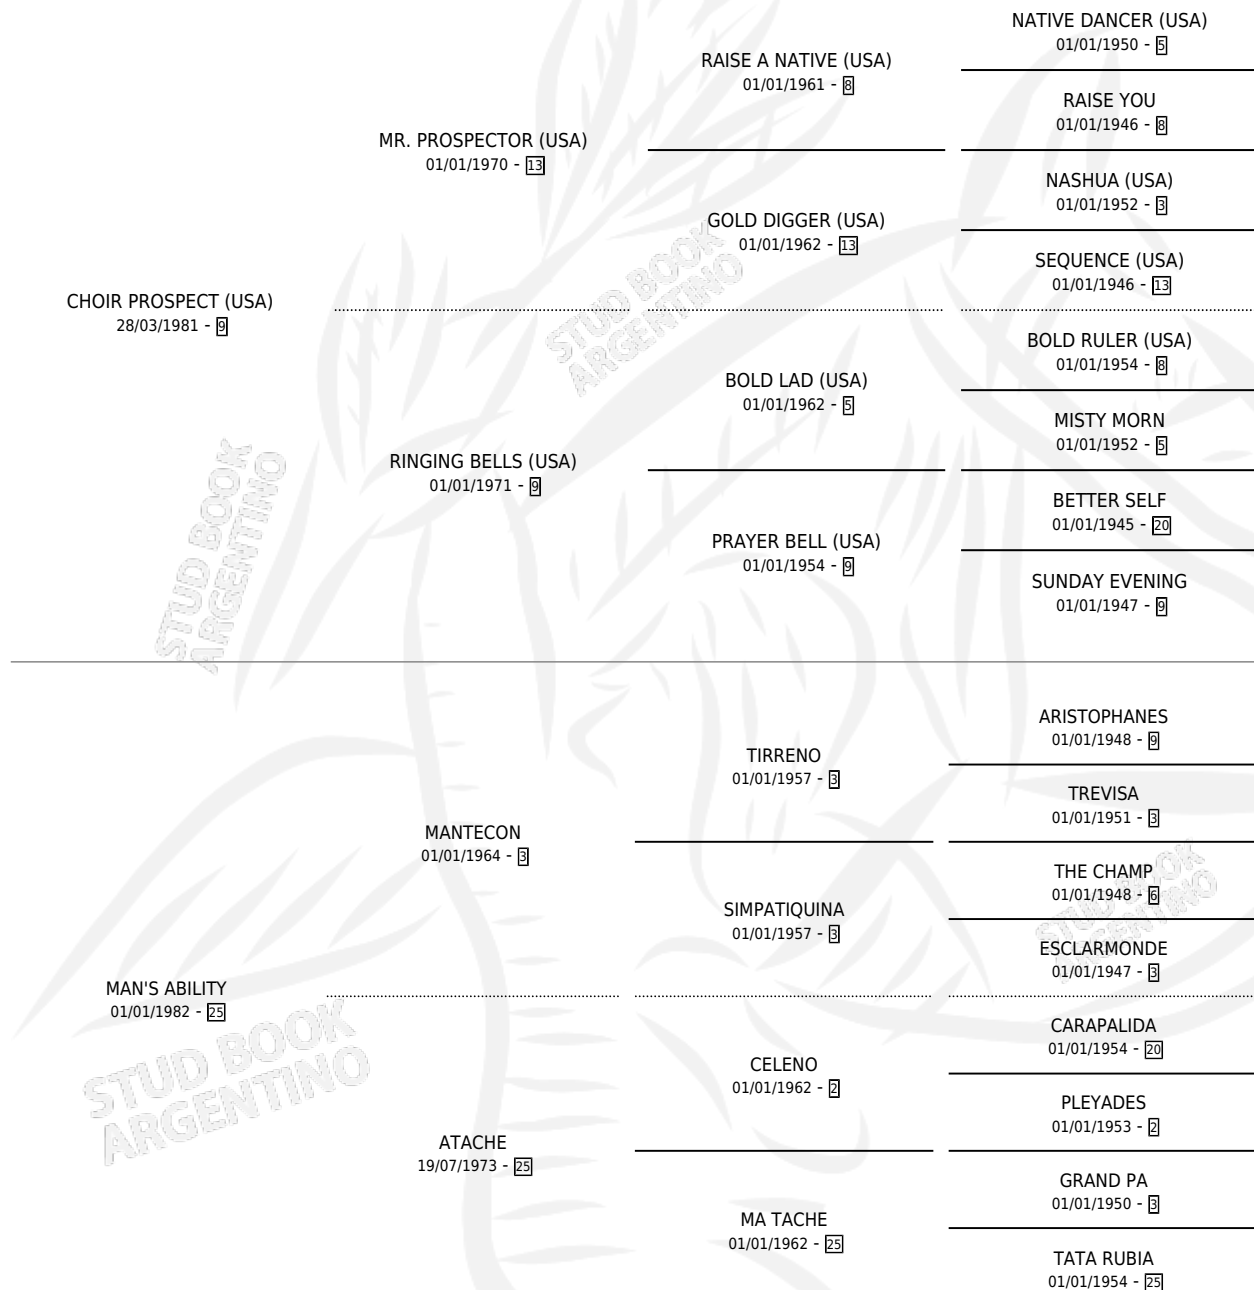 NATIVE DANCER (USA)
01/01/1950 - 5
RAISE A NATIVE (USA)
01/01/1961 - 8
RAISE YOU
01/01/1946 - 8
MR. PROSPECTOR (USA)
01/01/1970 - 13
NASHUA (USA)
01/01/1952 - 3
GOLD DIGGER (USA)
01/01/1962 - 13
SEQUENCE (USA)
01/01/1946 - 13
CHOIR PROSPECT (USA)
28/03/1981 - 9
BOLD RULER (USA)
01/01/1954 - 8
BOLD LAD (USA)
01/01/1962 - 5
MISTY MORN
01/01/1952 - 5
RINGING BELLS (USA)
01/01/1971 - 9
BETTER SELF
01/01/1945 - 20
PRAYER BELL (USA)
01/01/1954 - 9
SUNDAY EVENING
01/01/1947 - 9
ARISTOPHANES
01/01/1948 - 9
TIRRENO
01/01/1957 - 3
TREVISA
01/01/1951 - 3
MANTECON
01/01/1964 - 3
THE CHAMP
01/01/1948 - 6
SIMPATIQUINA
01/01/1957 - 3
ESCLARMONDE
01/01/1947 - 3
MAN'S ABILITY
01/01/1982 - 25
CARAPALIDA
01/01/1954 - 20
CELENO
01/01/1962 - 2
PLEYADES
01/01/1953 - 2
ATACHE
19/07/1973 - 25
GRAND PA
01/01/1950 - 3
MA TACHE
01/01/1962 - 25
TATA RUBIA
01/01/1954 - 25
STUD BOOK
ARGENTINO
STUD BOOK
ARGENTINO
STUD BOOK
ARGENTINO
STUD BOOK
ARGENTINO